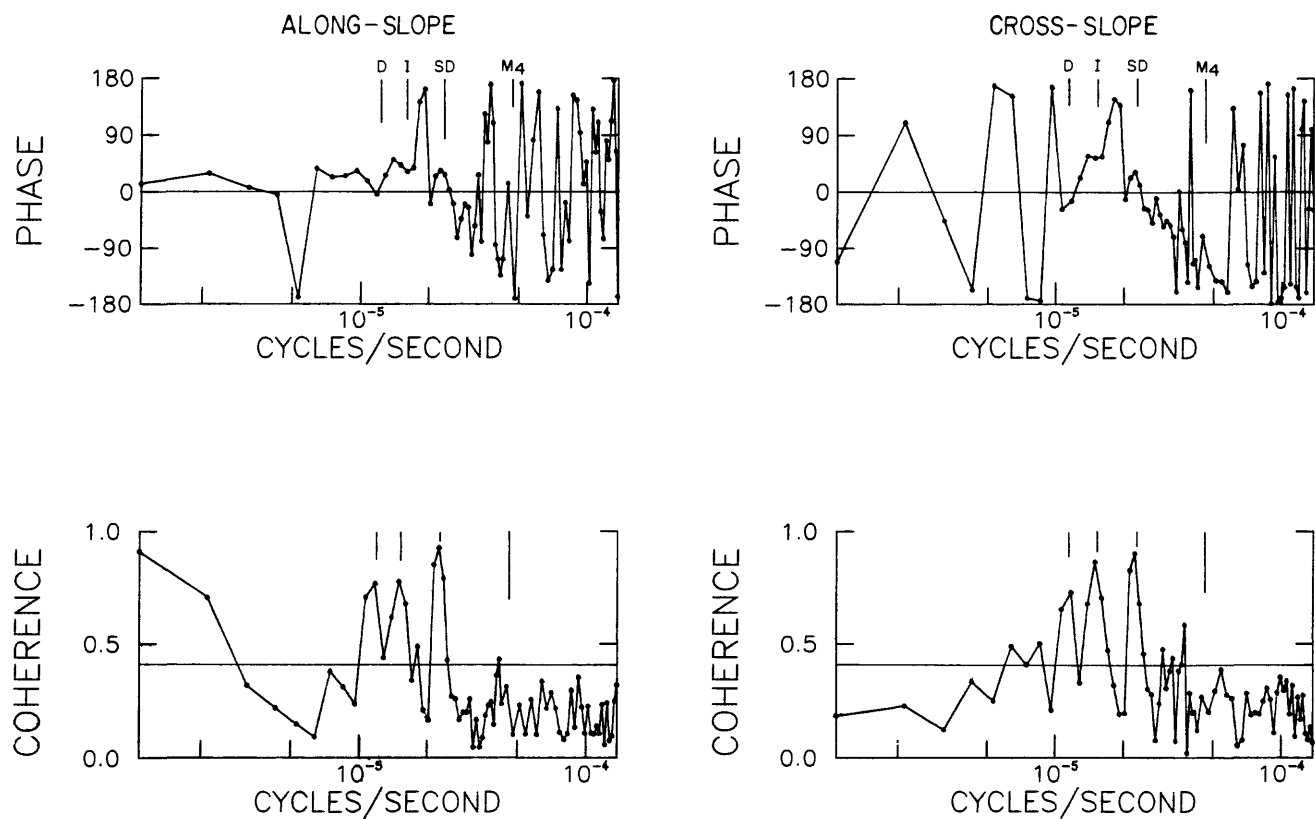 ALONG-SLOPE
D I SD M4
180
90
0
-90
-180
PHASE
10-5 10-4
CYCLES/SECOND
CROSS-SLOPE
D I SD M4
180
90
0
-90
-180
PHASE
10-5 10-4
CYCLES/SECOND
1.0
0.5
0.0
COHERENCE
10-5 10-4
CYCLES/SECOND
1.0
0.5
0.0
COHERENCE
10-5 10-4
CYCLES/SECOND